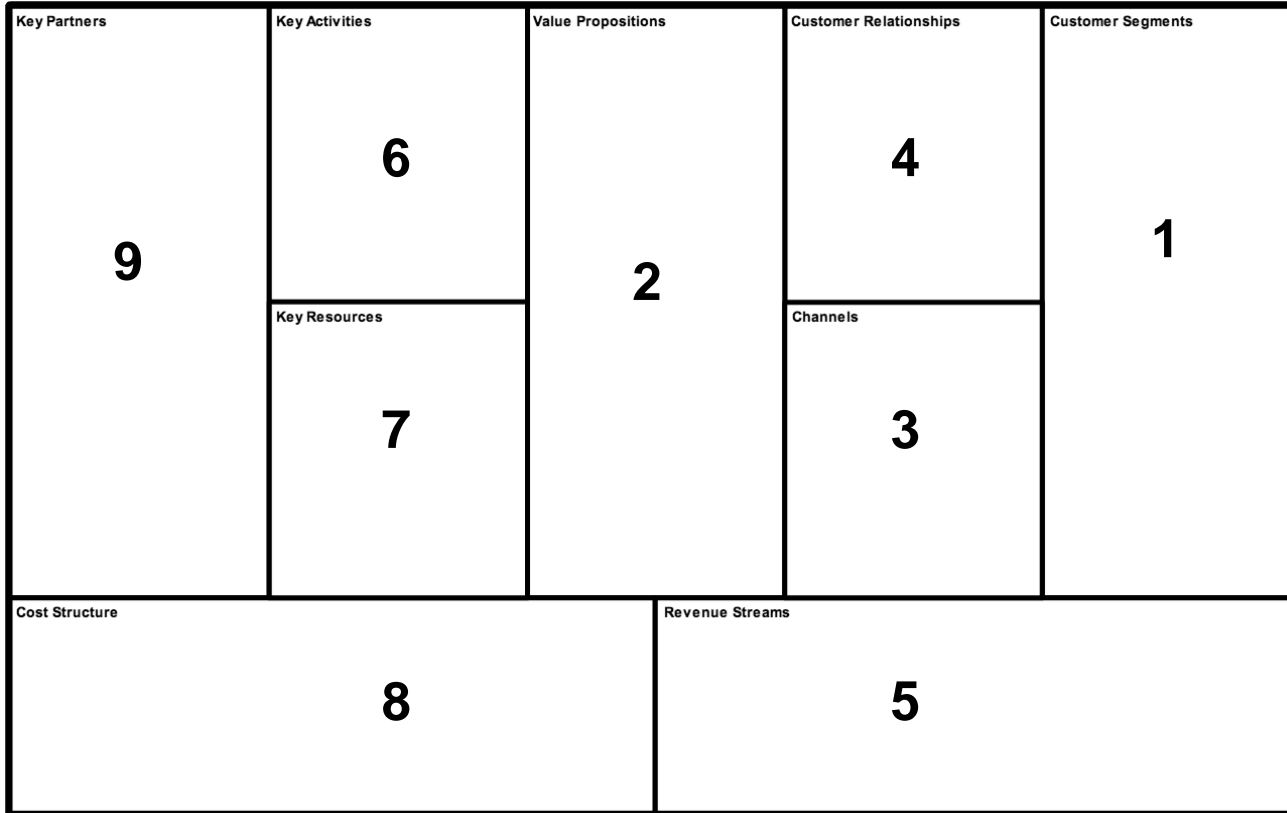 Key Partners
9
Key Activities
6
Key Resources
7
Value Propositions
2
Customer Relationships
4
Channels
3
Customer Segments
1
Cost Structure
8
Revenue Streams
5